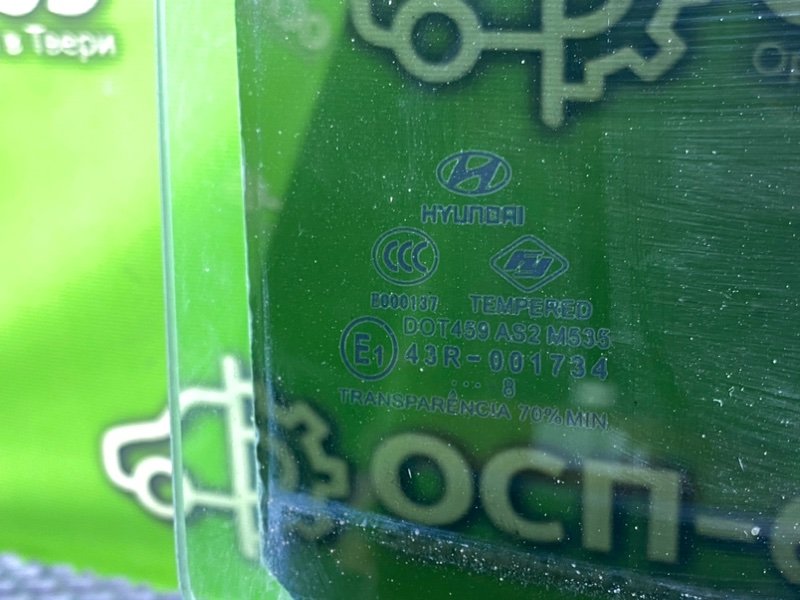 в Твери
HYUNDAI
CCC
E000137
TEMPERED
DOT459 AS2 M535
E1 43R-001734
... 8
TRANSPARÊNCIA 70% MIN.
ОСП-